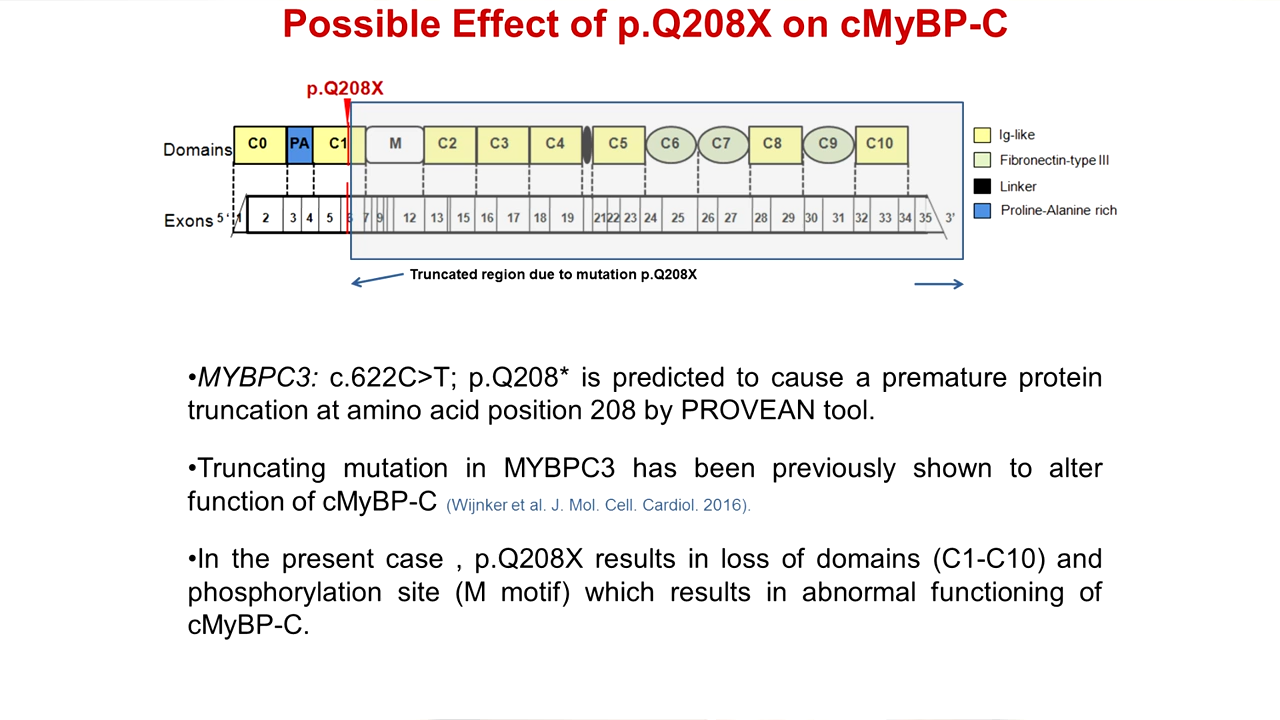 Possible Effect of p.Q208X on cMyBP-C
p.Q208X
Domains C0 PA C1 M C2 C3 C4 C5 C6 C7 C8 C9 C10
Ig-like
Fibronectin-type III
Linker
Proline-Alanine rich
Exons 5' 1 2 3 4 5 6 7 9 12 13 15 16 17 18 19 21 22 23 24 25 26 27 28 29 30 31 32 33 34 35 3'
Truncated region due to mutation p.Q208X
•MYBPC3: c.622C>T; p.Q208* is predicted to cause a premature protein
truncation at amino acid position 208 by PROVEAN tool.
•Truncating mutation in MYBPC3 has been previously shown to alter
function of cMyBP-C (Wijnker et al. J. Mol. Cell. Cardiol. 2016).
•In the present case , p.Q208X results in loss of domains (C1-C10) and
phosphorylation site (M motif) which results in abnormal functioning of
cMyBP-C.